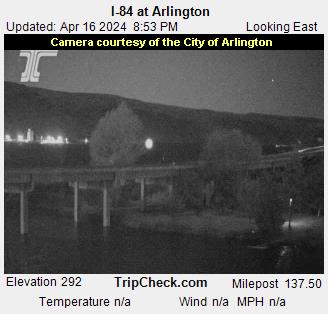 I-84 at Arlington
Updated: Apr 16 2024 8:53 PM Looking East
Camera courtesy of the City of Arlington
Elevation 292 TripCheck.com Milepost 137.50
Temperature n/a Wind n/a MPH n/a